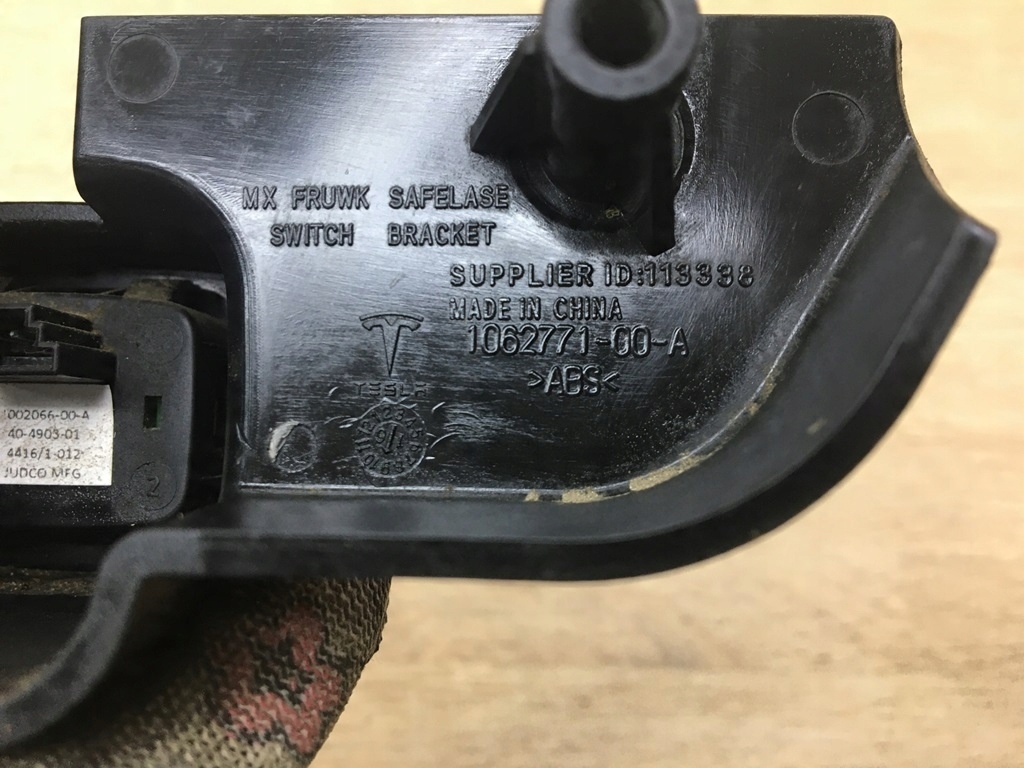 MX FRUWK SAFELASE
SWITCH BRACKET
SUPPLIER ID:113338
MADE IN CHINA
1062771-00-A
>ABS<
TESLA
1002066-00-A
40-4903-01
4416/1-012
JUDCO MFG
2